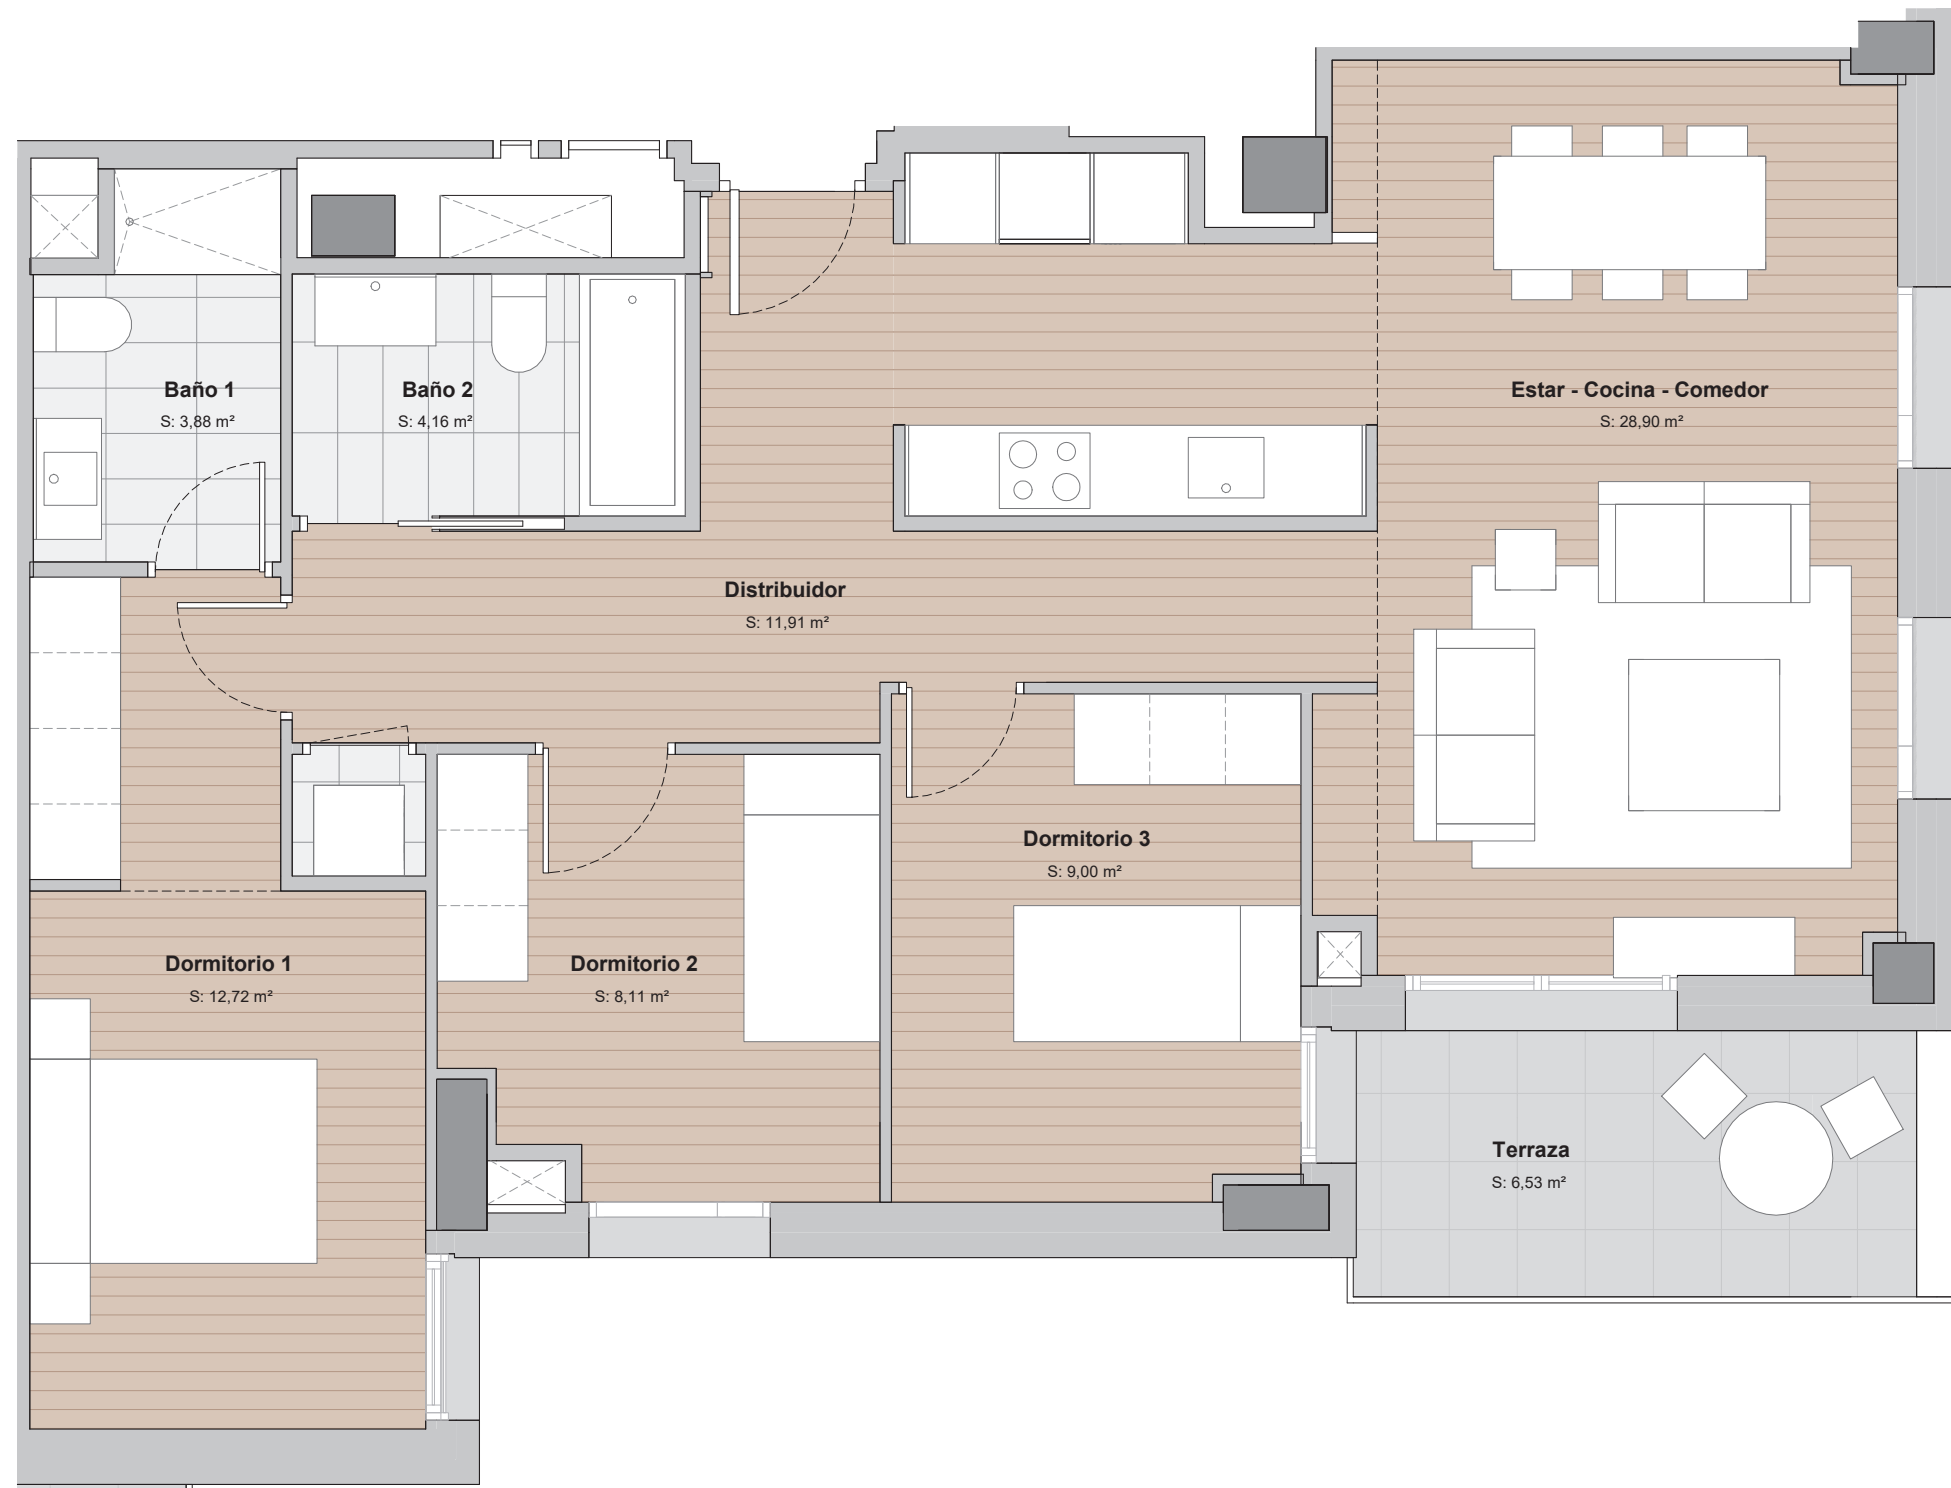 Baño 1
S: 3,88 m²
Baño 2
S: 4,16 m²
Estar - Cocina - Comedor
S: 28,90 m²
Distribuidor
S: 11,91 m²
Dormitorio 3
S: 9,00 m²
Dormitorio 1
S: 12,72 m²
Dormitorio 2
S: 8,11 m²
Terraza
S: 6,53 m²